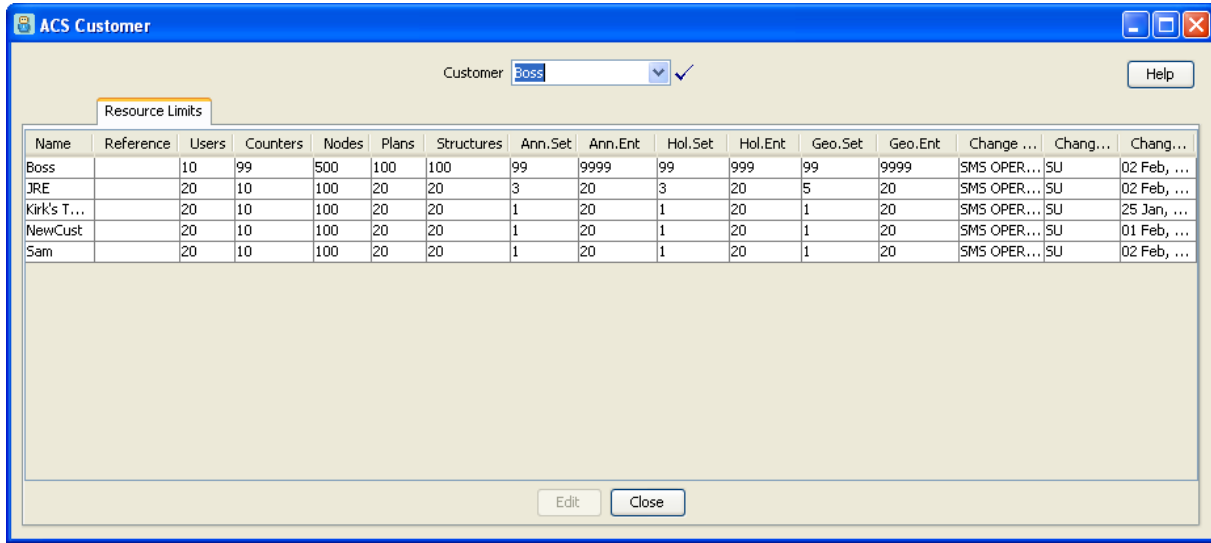 ACS Customer
Customer Boss Help
Resource Limits
Name Reference Users Counters Nodes Plans Structures Ann.Set Ann.Ent Hol.Set Hol.Ent Geo.Set Geo.Ent Change ... Chang... Chang...
Boss 10 99 500 100 100 99 9999 99 999 99 9999 SMS OPER... SU 02 Feb, ...
JRE 20 10 100 20 20 3 20 3 20 5 20 SMS OPER... SU 02 Feb, ...
Kirk's T... 20 10 100 20 20 1 20 1 20 1 20 SMS OPER... SU 25 Jan, ...
NewCust 20 10 100 20 20 1 20 1 20 1 20 SMS OPER... SU 01 Feb, ...
Sam 20 10 100 20 20 1 20 1 20 1 20 SMS OPER... SU 02 Feb, ...
Edit Close